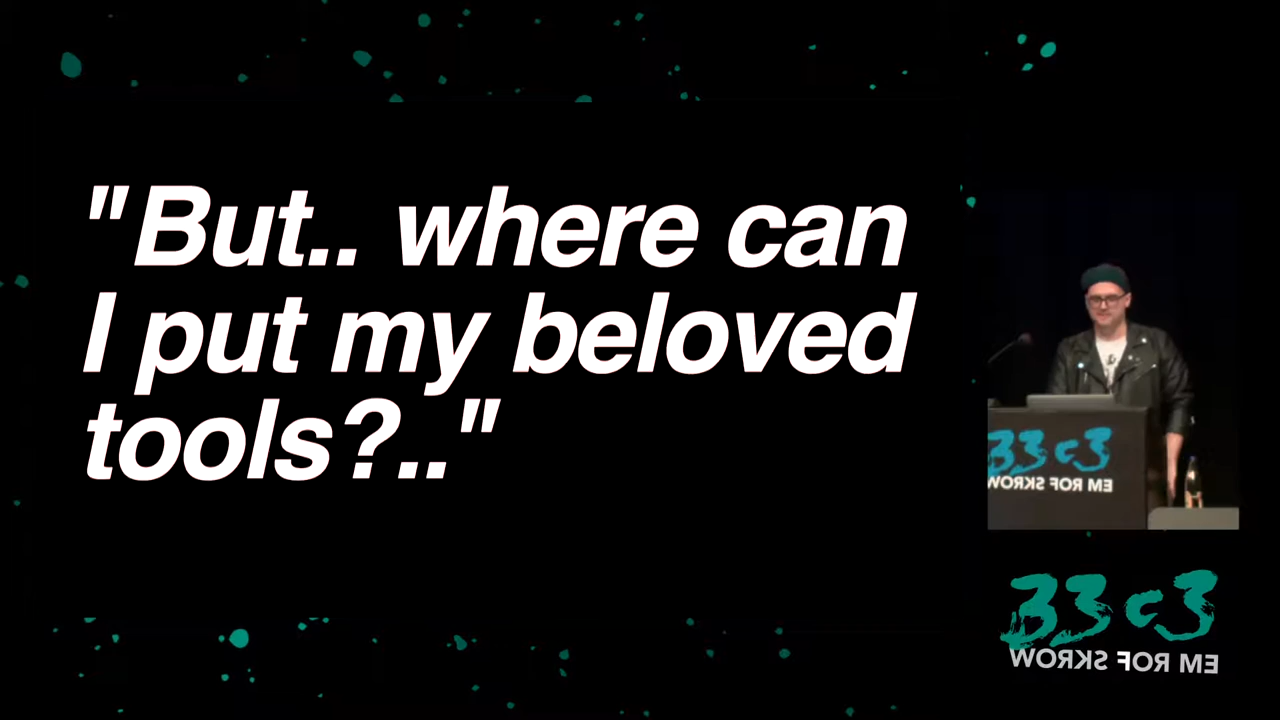 "But.. where can
I put my beloved
tools?.."
33c3
WORKS FOR ME
33c3
WORKS FOR ME